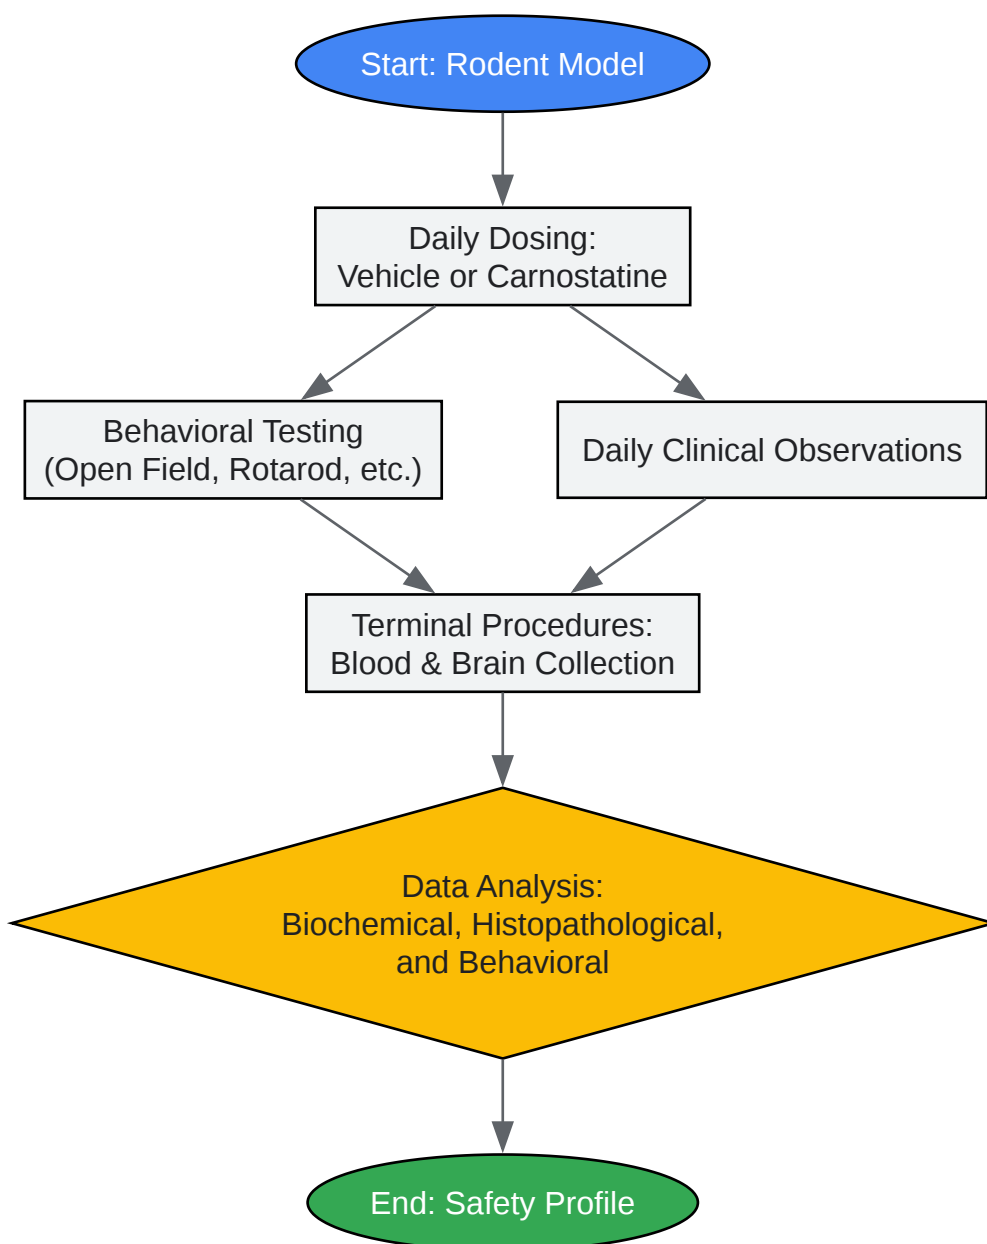 Start: Rodent Model
Daily Dosing:
Vehicle or Carnostatine
Behavioral Testing
(Open Field, Rotarod, etc.)
Daily Clinical Observations
Terminal Procedures:
Blood & Brain Collection
Data Analysis:
Biochemical, Histopathological,
and Behavioral
End: Safety Profile